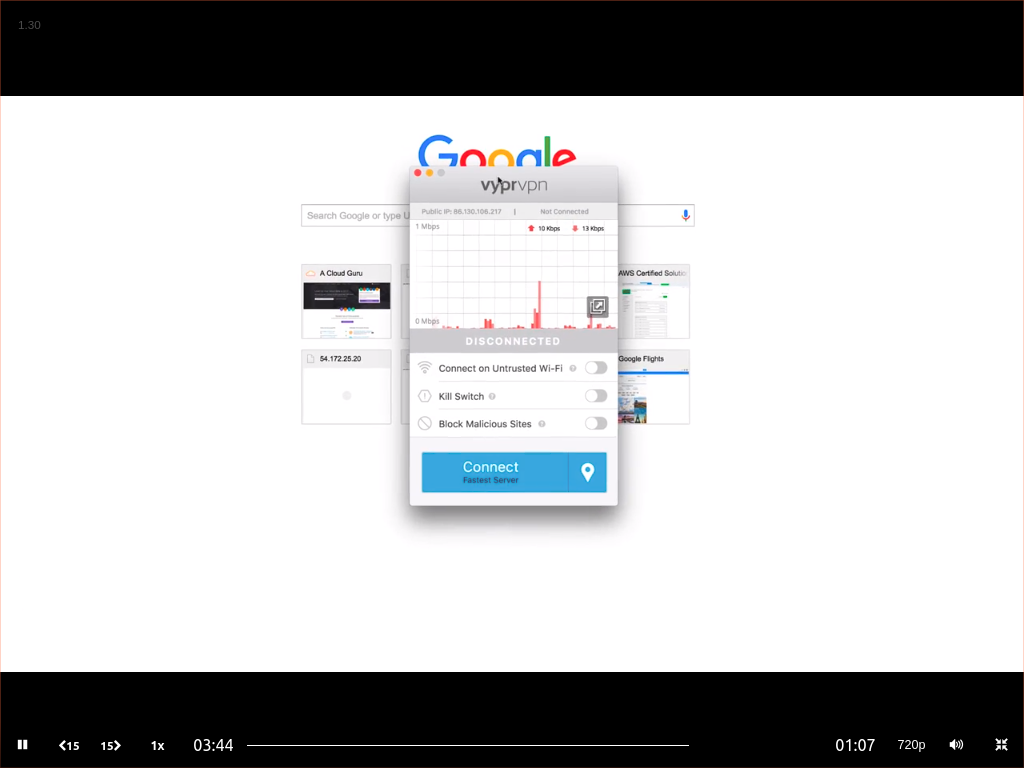 1.30
Google
vyprvpn
Search Google or type U
Public IP: 86.130.108.217 | Not Connected
1 Mbps
10 Kbps 13 Kbps
A Cloud Guru
AWS Certified Solutio
0 Mbps
DISCONNECTED
54.172.25.20
Google Flights
Connect on Untrusted Wi-Fi ?
Kill Switch ?
Block Malicious Sites ?
Connect
Fastest Server
15 15 1x 03:44 01:07 720p